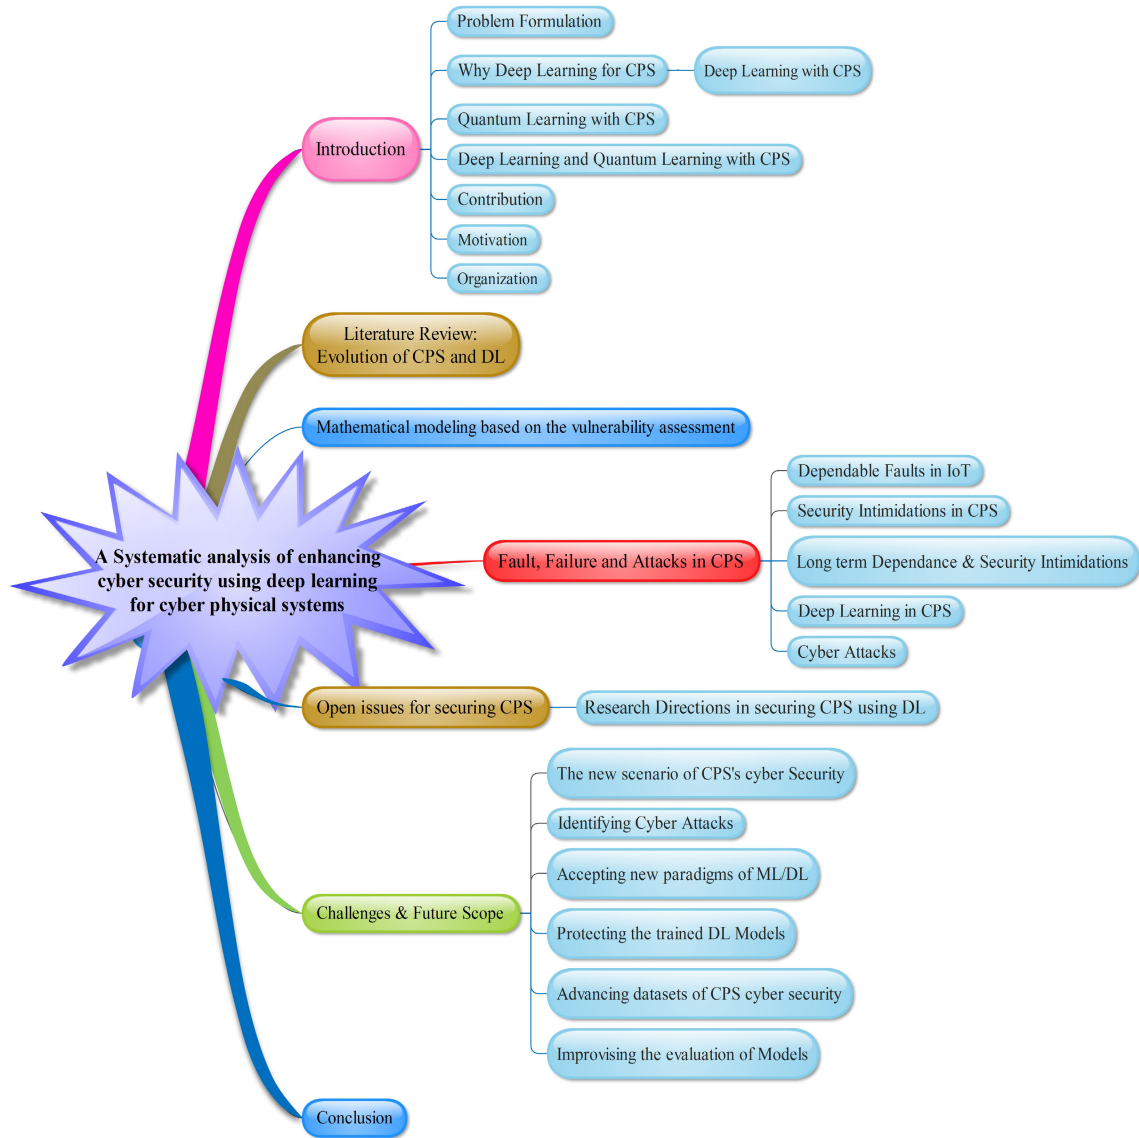 Problem Formulation
Why Deep Learning for CPS
Deep Learning with CPS
Quantum Learning with CPS
Introduction
Deep Learning and Quantum Learning with CPS
Contribution
Motivation
Organization
Literature Review:
Evolution of CPS and DL
Mathematical modeling based on the vulnerability assessment
A Systematic analysis of enhancing
cyber security using deep learning
for cyber physical systems
Fault, Failure and Attacks in CPS
Dependable Faults in IoT
Security Intimidations in CPS
Long term Dependance & Security Intimidations
Deep Learning in CPS
Cyber Attacks
Open issues for securing CPS
Research Directions in securing CPS using DL
The new scenario of CPS's cyber Security
Identifying Cyber Attacks
Accepting new paradigms of ML/DL
Challenges & Future Scope
Protecting the trained DL Models
Advancing datasets of CPS cyber security
Improvising the evaluation of Models
Conclusion